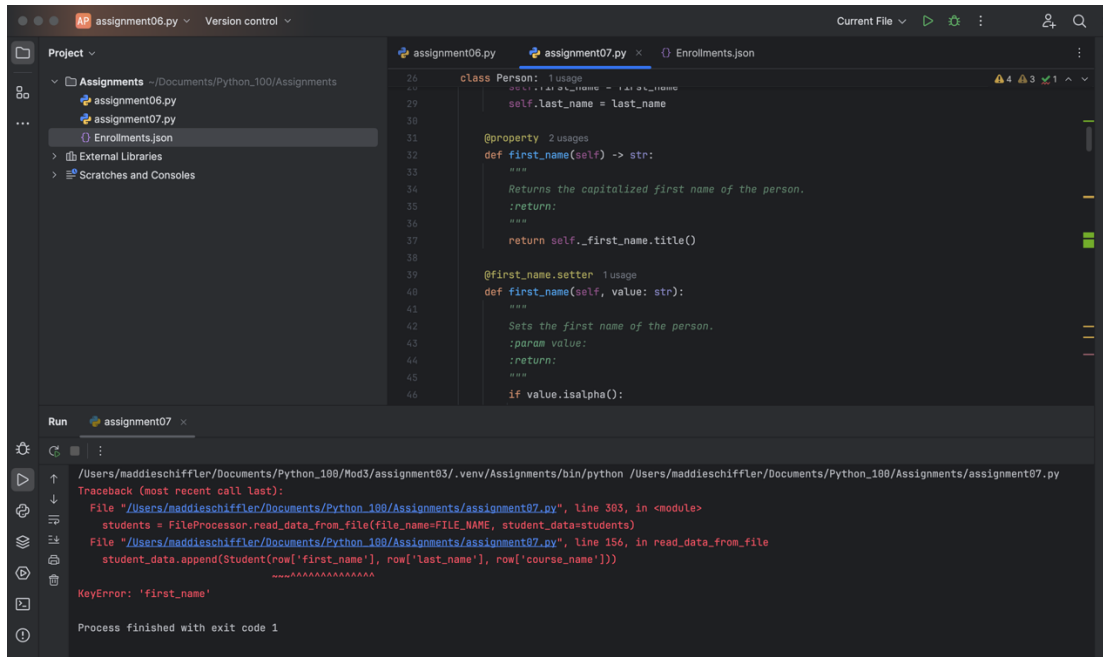 AP assignment06.py Version control Current File
Project
assignment06.py assignment07.py {} Enrollments.json
Assignments ~/Documents/Python_100/Assignments
assignment06.py
assignment07.py
{} Enrollments.json
External Libraries
Scratches and Consoles
26 class Person: 1 usage
4 3 1
28 self.first_name = first_name
29 self.last_name = last_name
30
31 @property 2 usages
32 def first_name(self) -> str:
33 """
34 Returns the capitalized first name of the person.
35 :return:
36 """
37 return self._first_name.title()
38
39 @first_name.setter 1 usage
40 def first_name(self, value: str):
41 """
42 Sets the first name of the person.
43 :param value:
44 :return:
45 """
46 if value.isalpha():
Run assignment07
/Users/maddieschiffler/Documents/Python_100/Mod3/assignment03/.venv/Assignments/bin/python /Users/maddieschiffler/Documents/Python_100/Assignments/assignment07.py
Traceback (most recent call last):
File "/Users/maddieschiffler/Documents/Python_100/Assignments/assignment07.py", line 303, in <module>
students = FileProcessor.read_data_from_file(file_name=FILE_NAME, student_data=students)
File "/Users/maddieschiffler/Documents/Python_100/Assignments/assignment07.py", line 156, in read_data_from_file
student_data.append(Student(row['first_name'], row['last_name'], row['course_name']))
~~~^^^^^^^^^^^^^^
KeyError: 'first_name'
Process finished with exit code 1